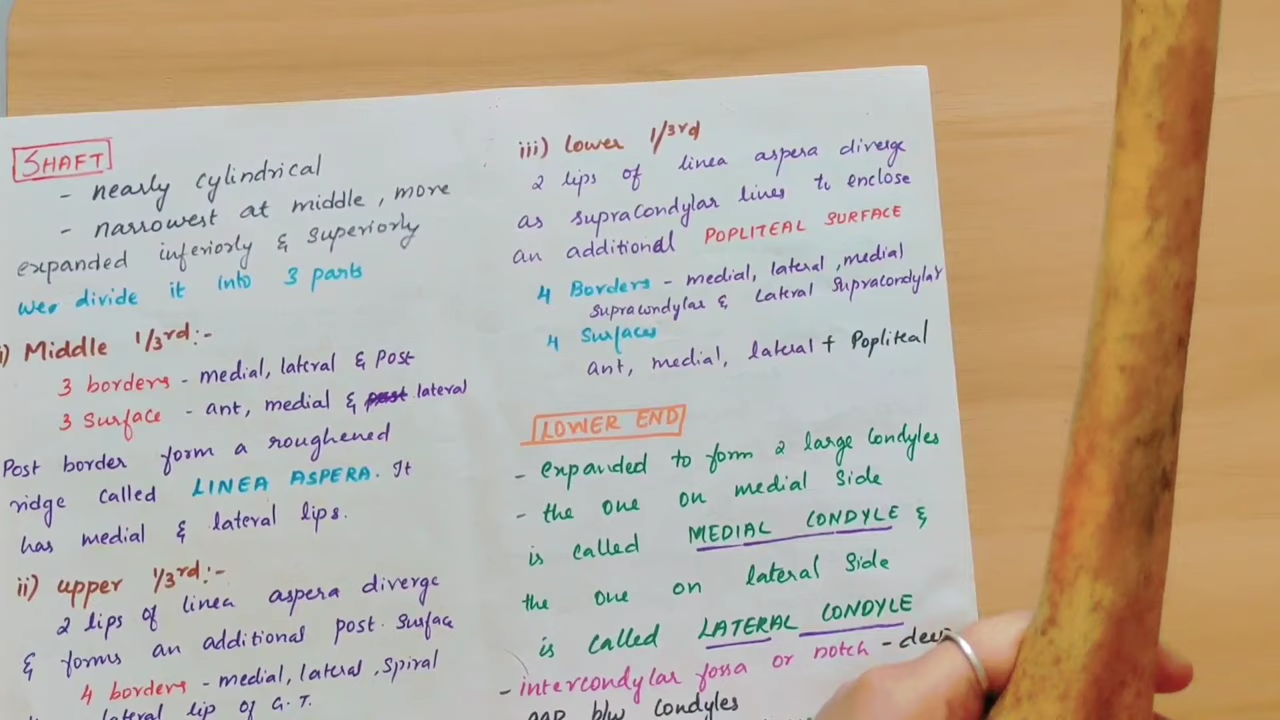 SHAFT
- nearly cylindrical
- narrowest at middle, more
expanded inferiorly & superiorly
we divide it into 3 parts
i) Middle 1/3rd:-
3 borders - medial, lateral & post
3 Surface - ant, medial & post lateral
Post border form a roughened
ridge called LINEA ASPERA. It
has medial & lateral lips.
ii) upper 1/3rd:-
2 lips of linea aspera diverge
& forms an additional post. Surface
4 borders - medial, lateral, spiral
lateral lip of G.T.
iii) lower 1/3rd
2 lips of linea aspera diverge
as supracondylar lines to enclose
an additional POPLITEAL SURFACE
4 Borders - medial, lateral, medial
supracondylar & Lateral Supracondylar
4 Surfaces
ant, medial, lateral + Popliteal
LOWER END
- expanded to form 2 large Condyles
- the one on medial side
is called MEDIAL CONDYLE &
the one on lateral side
is called LATERAL CONDYLE
- intercondylar fossa or notch -
gap b/w Condyles